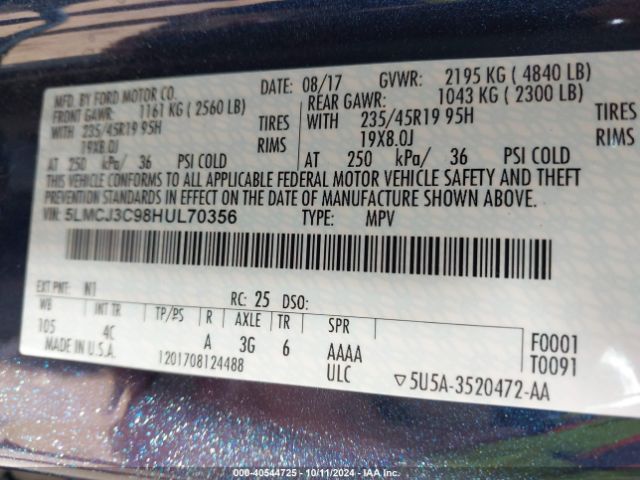 MFD. BY FORD MOTOR CO.
DATE: 08/17 GVWR: 2195 KG ( 4840 LB)
FRONT GAWR: 1161 KG ( 2560 LB)
REAR GAWR: 1043 KG ( 2300 LB)
WITH 235/45R19 95H TIRES
WITH 235/45R19 95H TIRES
19X8.0J RIMS
19X8.0J RIMS
AT 250 kPa/ 36 PSI COLD
AT 250 kPa/ 36 PSI COLD
THIS VEHICLE CONFORMS TO ALL APPLICABLE FEDERAL MOTOR VEHICLE SAFETY AND THEFT
PREVENTION STANDARDS IN EFFECT ON THE DATE OF MANUFACTURE SHOWN ABOVE.
VIN: 5LMCJ3C98HUL70356 TYPE: MPV
EXT PNT: N1 RC: 25 DSO:
WB INT TR TP/PS R AXLE TR SPR
105 4C A 3G 6 AAAA F0001
MADE IN U.S.A. 1201708124488 ULC T0091
▽5U5A-3520472-AA
000-40544725 - 10/11/2024 - IAA Inc.